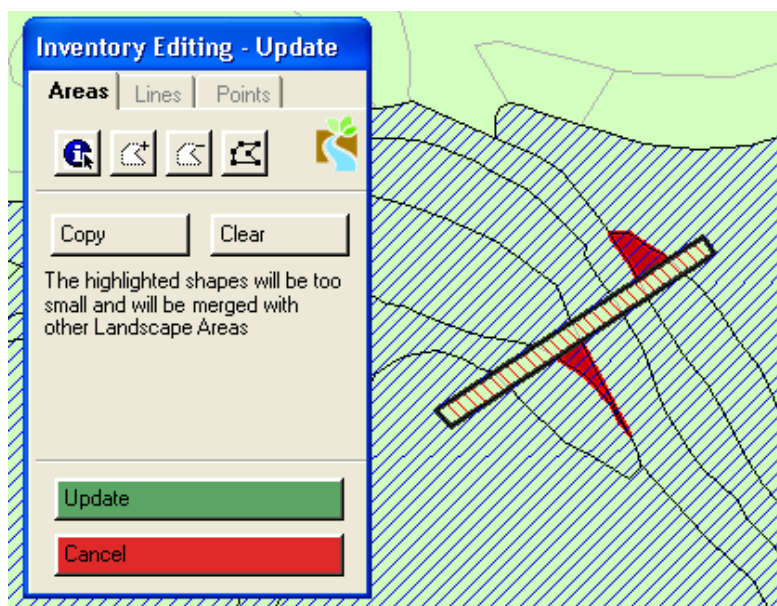 Inventory Editing - Update
Areas Lines Points
Copy Clear
The highlighted shapes will be too
small and will be merged with
other Landscape Areas
Update
Cancel